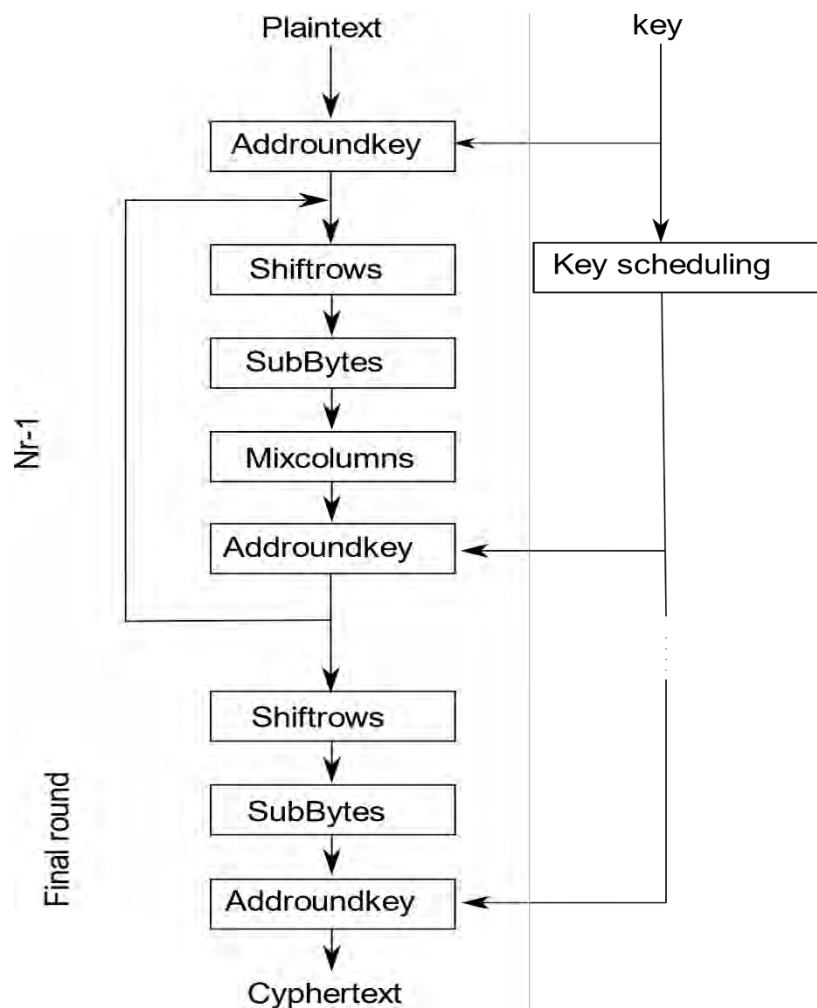 Plaintext
key
Addroundkey
Shiftrows
Key scheduling
SubBytes
Mixcolumns
Nr-1
Addroundkey
Shiftrows
SubBytes
Final round
Addroundkey
Cyphertext